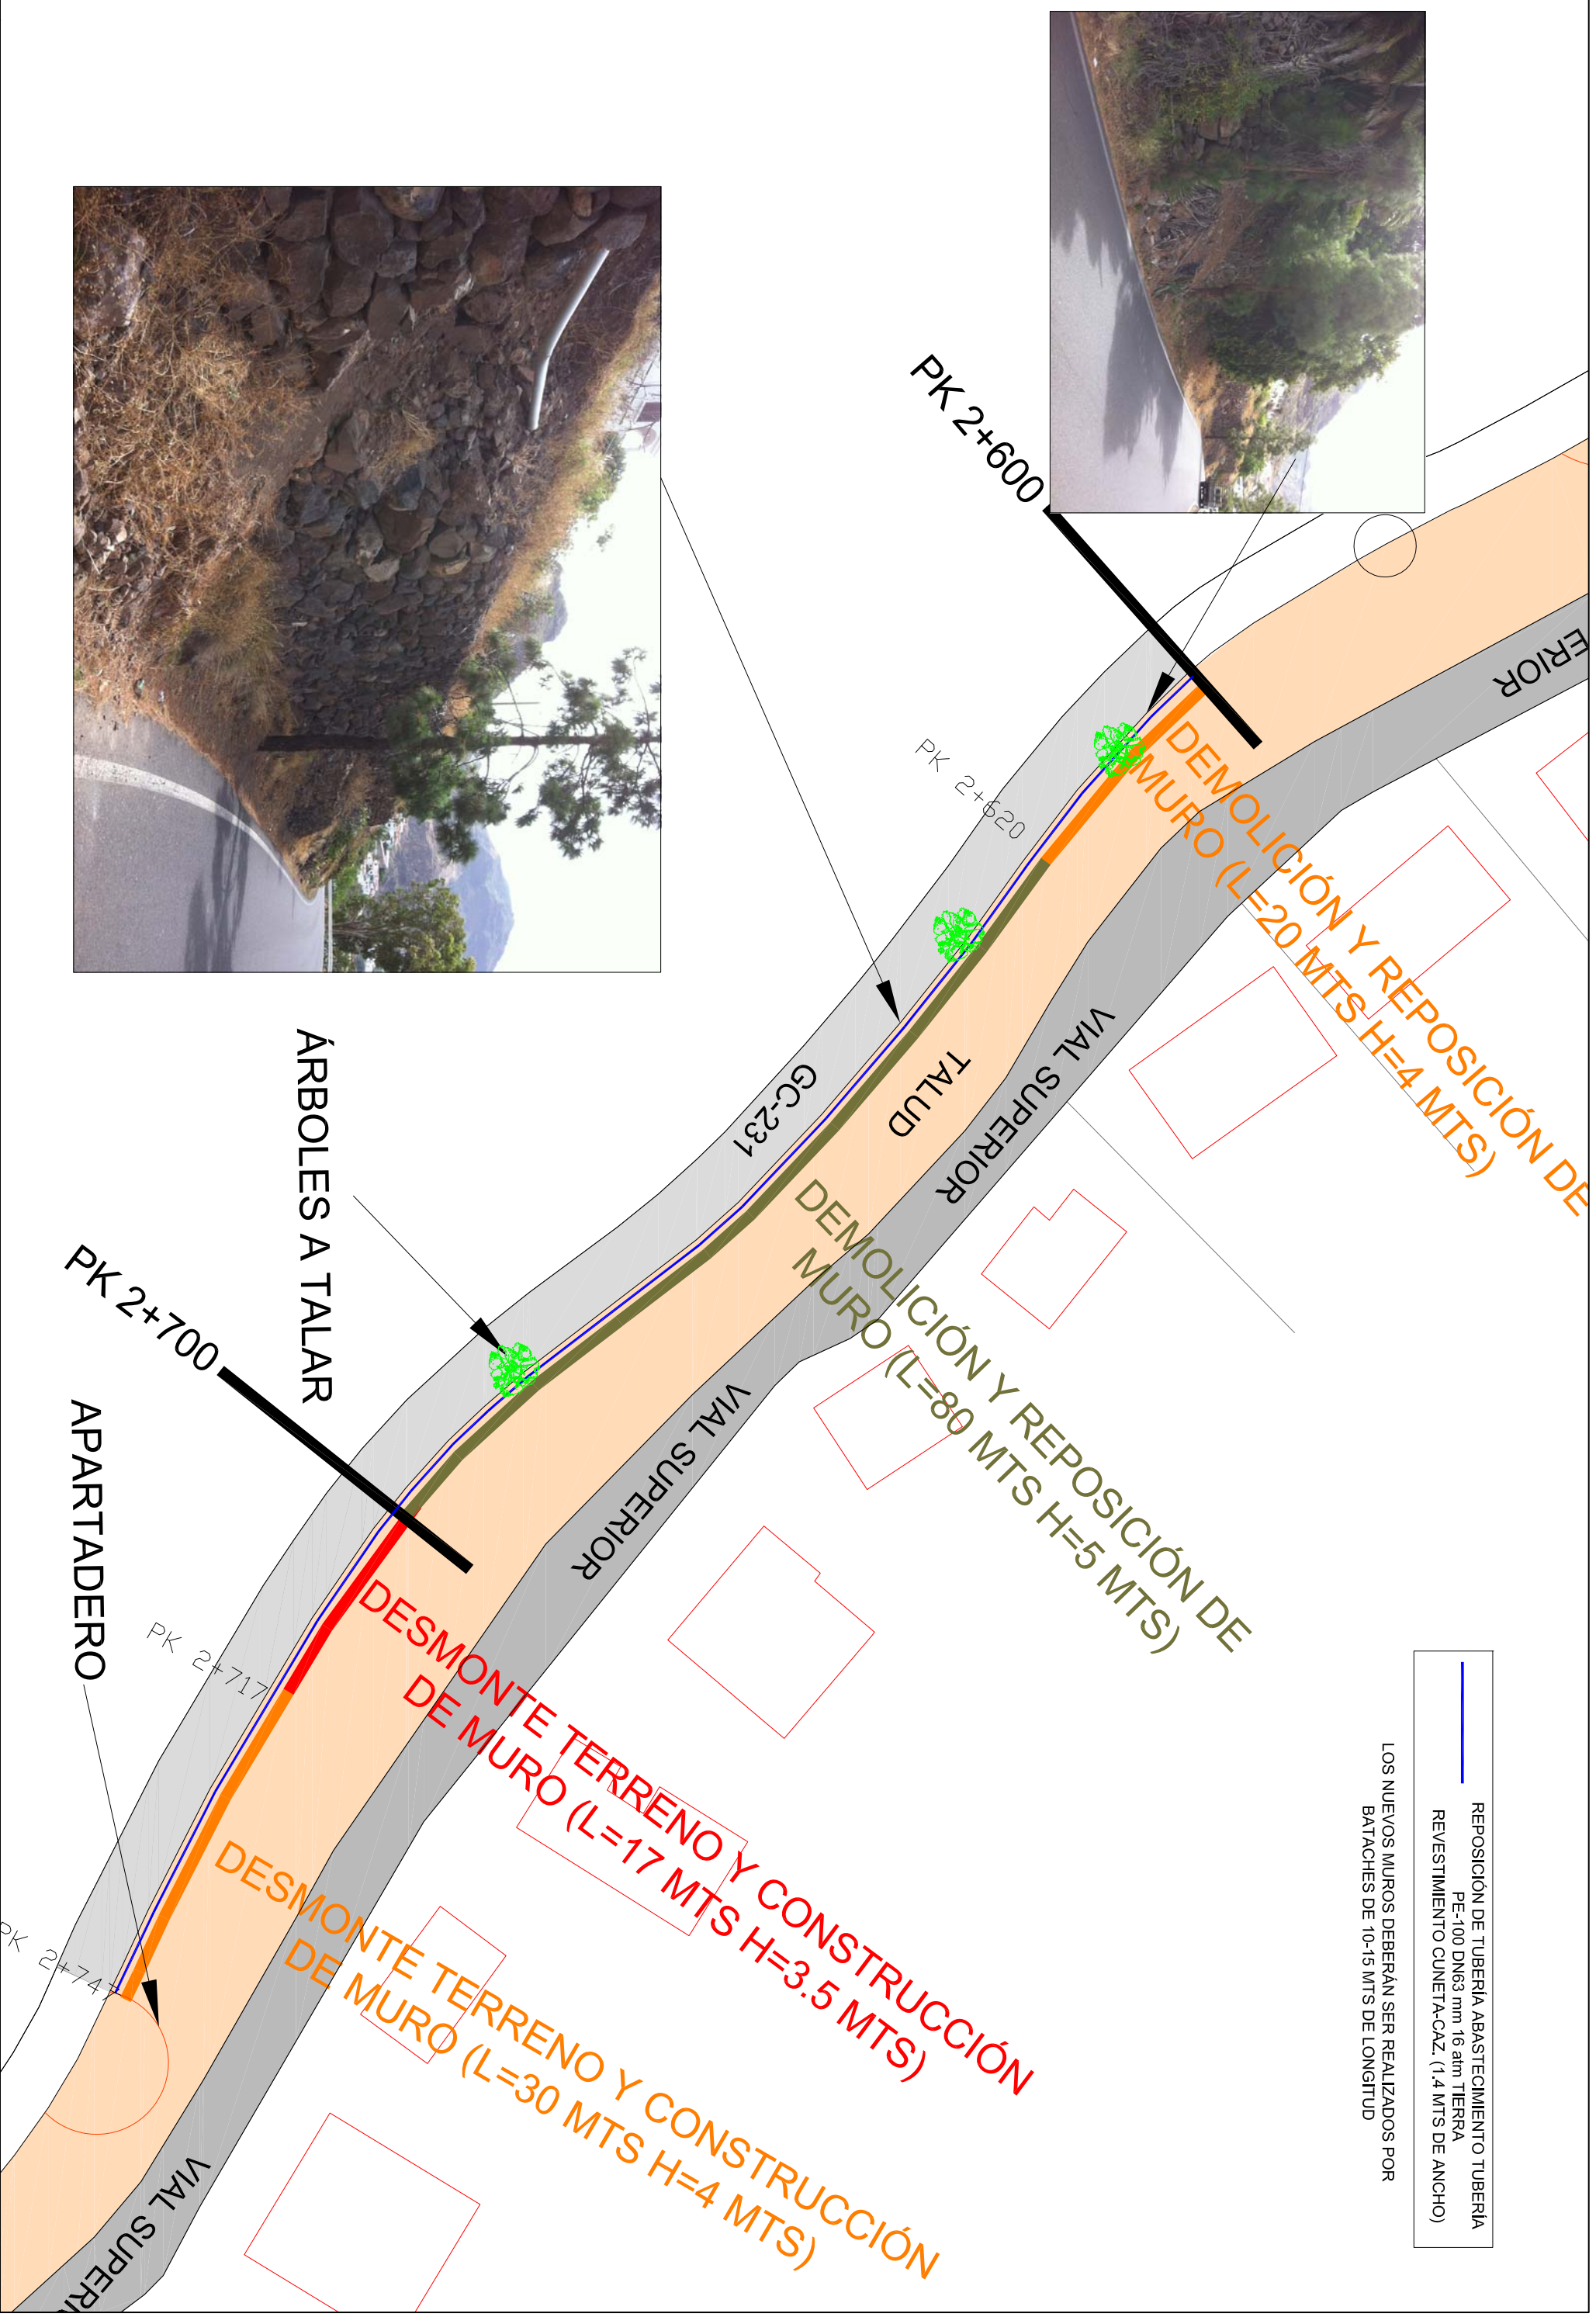 ERIOR
PK 2+600
DEMOLICIÓN Y REPOSICIÓN DE
MURO (L=20 MTS H=4 MTS)
PK 2+620
VIAL SUPERIOR
TALUD
GC-231
DEMOLICIÓN Y REPOSICIÓN DE
MURO (L=80 MTS H=5 MTS)
ÁRBOLES A TALAR
VIAL SUPERIOR
PK 2+700
DESMONTE TERRENO Y CONSTRUCCIÓN
DE MURO (L=17 MTS H=3.5 MTS)
PK 2+717
APARTADERO
DESMONTE TERRENO Y CONSTRUCCIÓN
DE MURO (L=30 MTS H=4 MTS)
PK 2+747
VIAL SUPERI
REPOSICIÓN DE TUBERÍA ABASTECIMIENTO TUBERÍA
PE-100 DN63 mm 16 atm TIERRA
REVESTIMIENTO CUNETA-CAZ. (1.4 MTS DE ANCHO)
LOS NUEVOS MUROS DEBERÁN SER REALIZADOS POR
BATACHES DE 10-15 MTS DE LONGITUD